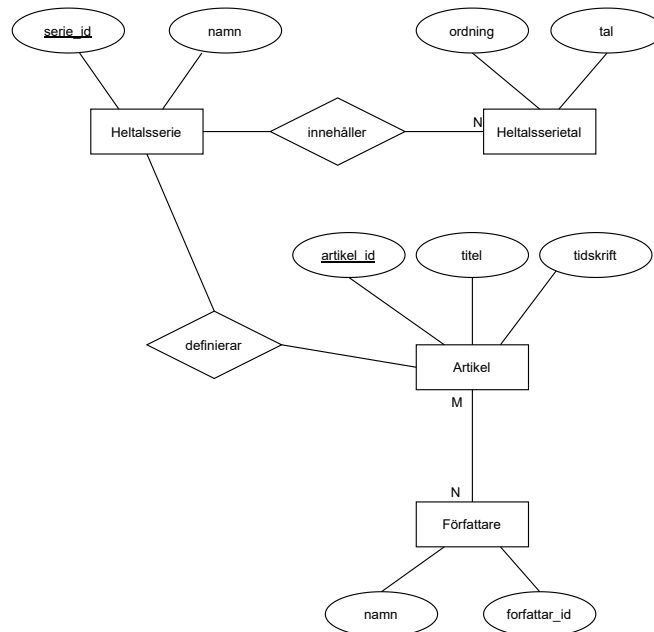 serie_id
namn
ordning
tal
Heltalsserie
innehåller
N
Heltalsserietal
artikel_id
titel
tidskrift
definierar
Artikel
M
N
Författare
namn
forfattar_id